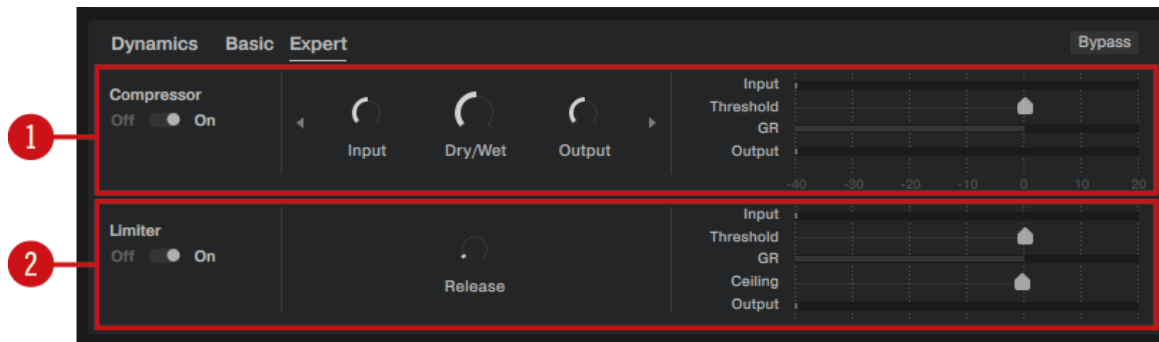 Dynamics Basic Expert Bypass
1
Compressor
Off On
Input Dry/Wet Output
Input
Threshold
GR
Output
-40 -30 -20 -10 0 10 20
2
Limiter
Off On
Release
Input
Threshold
GR
Ceiling
Output